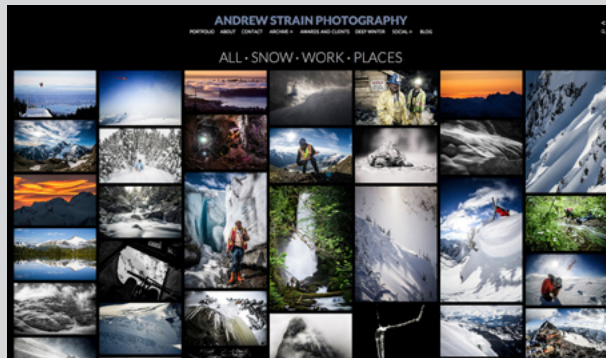 ANDREW STRAIN PHOTOGRAPHY
PORTFOLIO ABOUT CONTACT ARCHIVE AWARDS AND CLIENTS DEEP WINTER SOCIAL BLOG
ALL • SNOW • WORK • PLACES